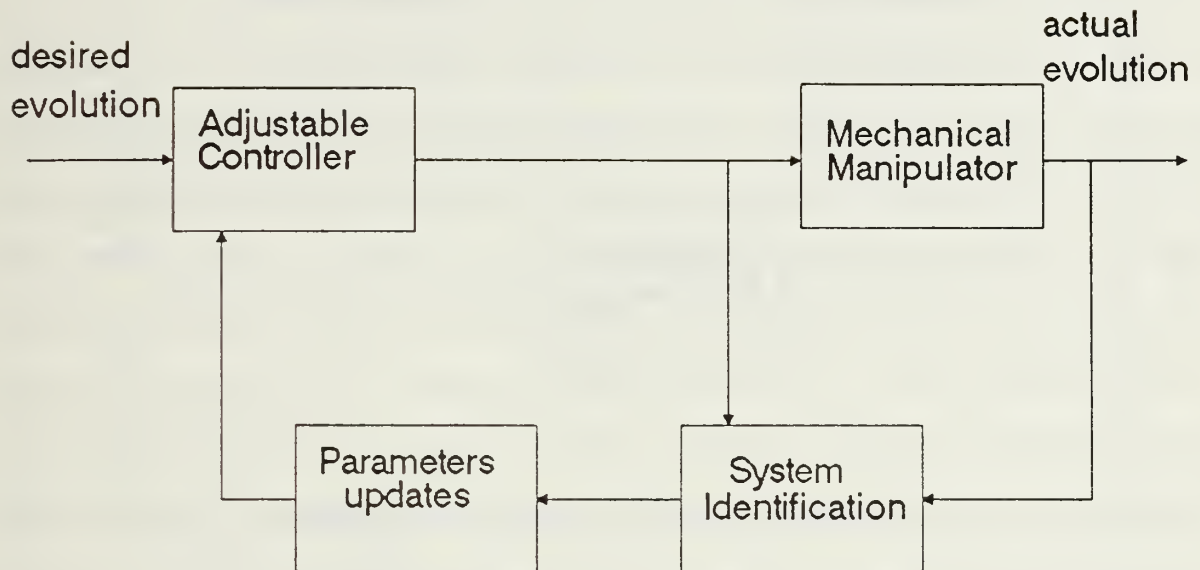 desired
evolution
Adjustable
Controller
Mechanical
Manipulator
actual
evolution
Parameters
updates
System
Identification